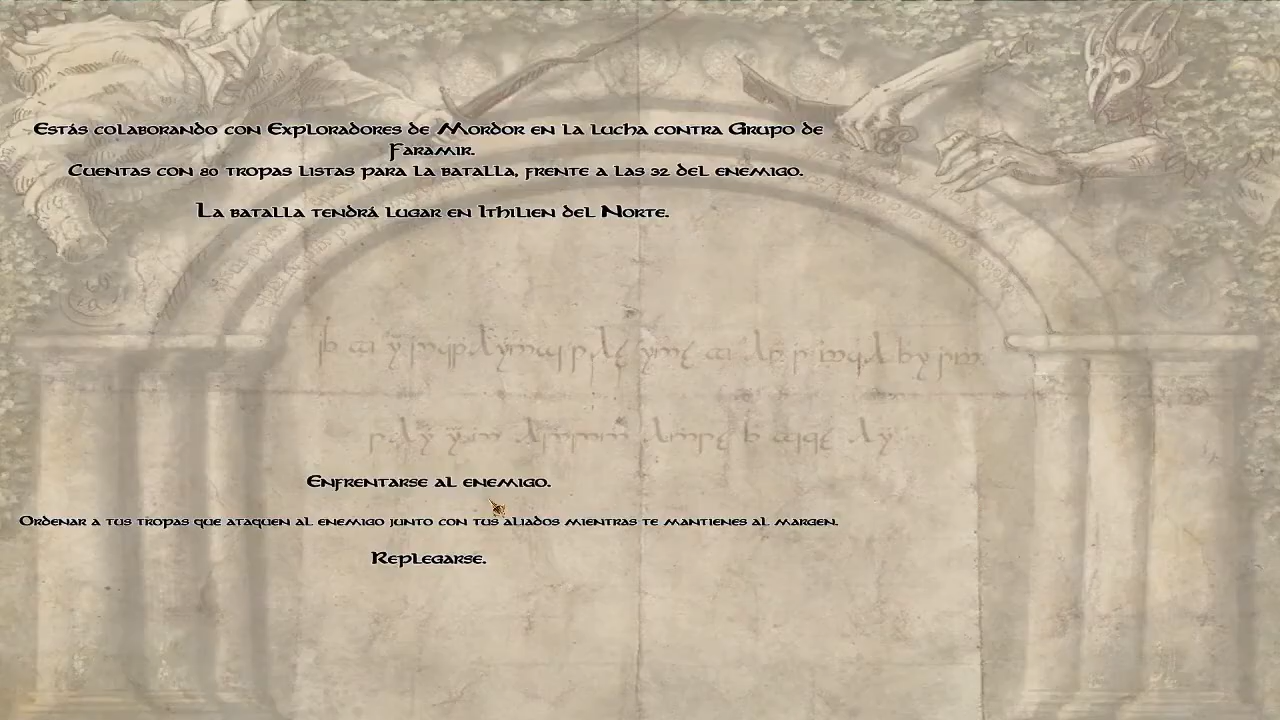 Estás colaborando con Exploradores de Mordor en la lucha contra Grupo de
Faramir.
Cuentas con 80 tropas listas para la batalla, frente a las 32 del enemigo.
La batalla tendrá lugar en Ithilien del Norte.
Enfrentarse al enemigo.
Ordenar a tus tropas que ataquen al enemigo junto con tus aliados mientras te mantienes al margen.
Replegarse.